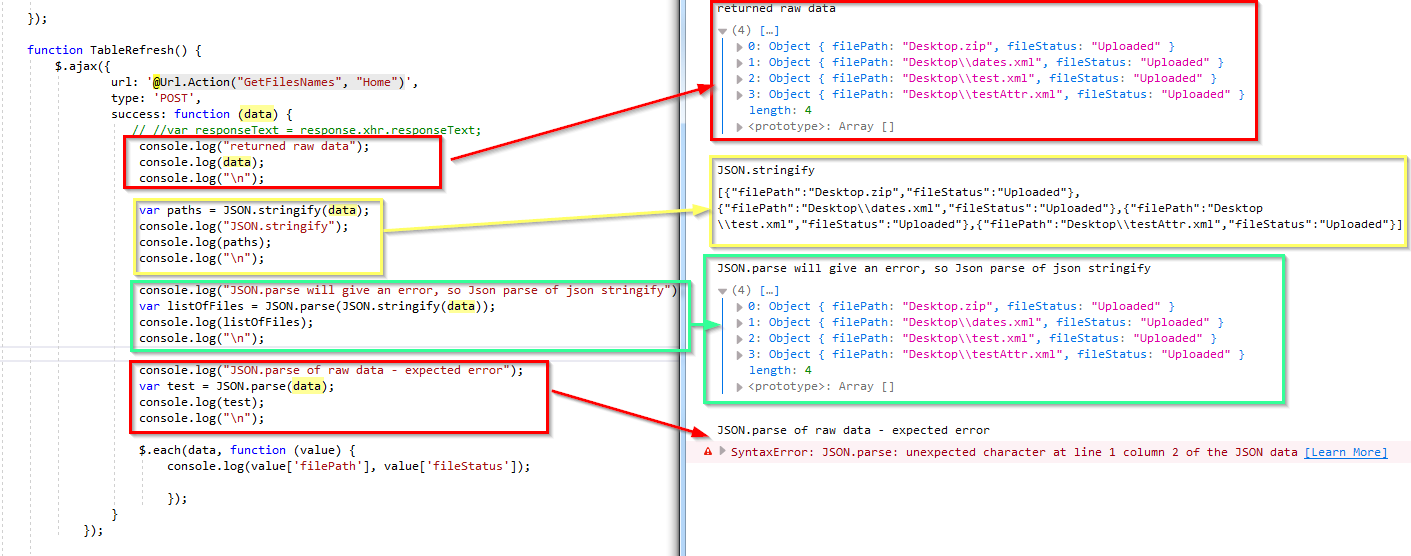 });
function TableRefresh() {
$.ajax({
url: '@Url.Action("GetFilesNames", "Home")',
type: 'POST',
success: function (data) {
// //var responseText = response.xhr.responseText;
console.log("returned raw data");
console.log(data);
console.log("\n");
var paths = JSON.stringify(data);
console.log("JSON.stringify");
console.log(paths);
console.log("\n");
console.log("JSON.parse will give an error, so Json parse of json stringify")
var listOfFiles = JSON.parse(JSON.stringify(data));
console.log(listOfFiles);
console.log("\n");
console.log("JSON.parse of raw data - expected error");
var test = JSON.parse(data);
console.log(test);
console.log("\n");
$.each(data, function (value) {
console.log(value['filePath'], value['fileStatus']);
});
}
});
returned raw data
(4) […]
0: Object { filePath: "Desktop.zip", fileStatus: "Uploaded" }
1: Object { filePath: "Desktop\\dates.xml", fileStatus: "Uploaded" }
2: Object { filePath: "Desktop\\test.xml", fileStatus: "Uploaded" }
3: Object { filePath: "Desktop\\testAttr.xml", fileStatus: "Uploaded" }
length: 4
<prototype>: Array []
JSON.stringify
[{"filePath":"Desktop.zip","fileStatus":"Uploaded"},
{"filePath":"Desktop\\dates.xml","fileStatus":"Uploaded"},{"filePath":"Desktop
\\test.xml","fileStatus":"Uploaded"},{"filePath":"Desktop\\testAttr.xml","fileStatus":"Uploaded"}]
JSON.parse will give an error, so Json parse of json stringify
(4) […]
0: Object { filePath: "Desktop.zip", fileStatus: "Uploaded" }
1: Object { filePath: "Desktop\\dates.xml", fileStatus: "Uploaded" }
2: Object { filePath: "Desktop\\test.xml", fileStatus: "Uploaded" }
3: Object { filePath: "Desktop\\testAttr.xml", fileStatus: "Uploaded" }
length: 4
<prototype>: Array []
JSON.parse of raw data - expected error
SyntaxError: JSON.parse: unexpected character at line 1 column 2 of the JSON data [Learn More]